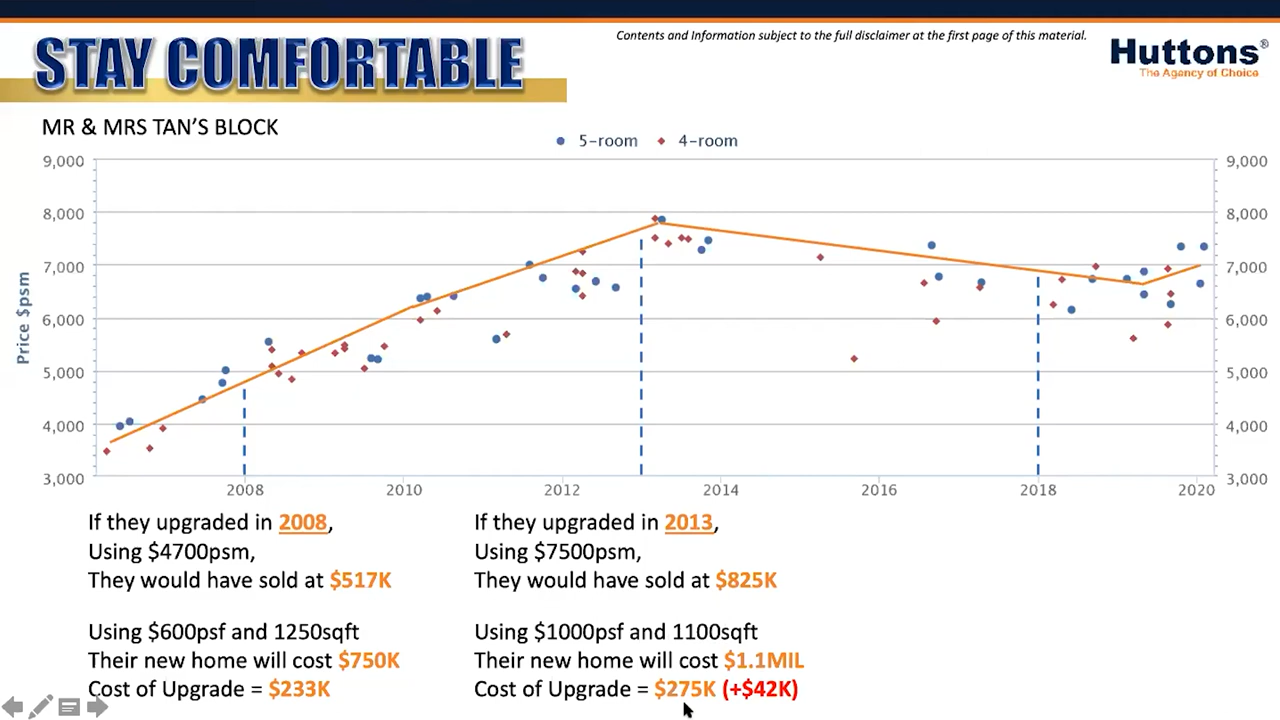 Contents and Information subject to the full disclaimer at the first page of this material.
STAY COMFORTABLE
Huttons®
The Agency of Choice
MR & MRS TAN'S BLOCK
5-room 4-room
9,000 9,000
8,000 8,000
7,000 7,000
6,000 6,000
5,000 5,000
4,000 4,000
3,000 3,000
Price $psm
2008 2010 2012 2014 2016 2018 2020
If they upgraded in 2008,
Using $4700psm,
They would have sold at $517K
Using $600psf and 1250sqft
Their new home will cost $750K
Cost of Upgrade = $233K
If they upgraded in 2013,
Using $7500psm,
They would have sold at $825K
Using $1000psf and 1100sqft
Their new home will cost $1.1MIL
Cost of Upgrade = $275K (+$42K)